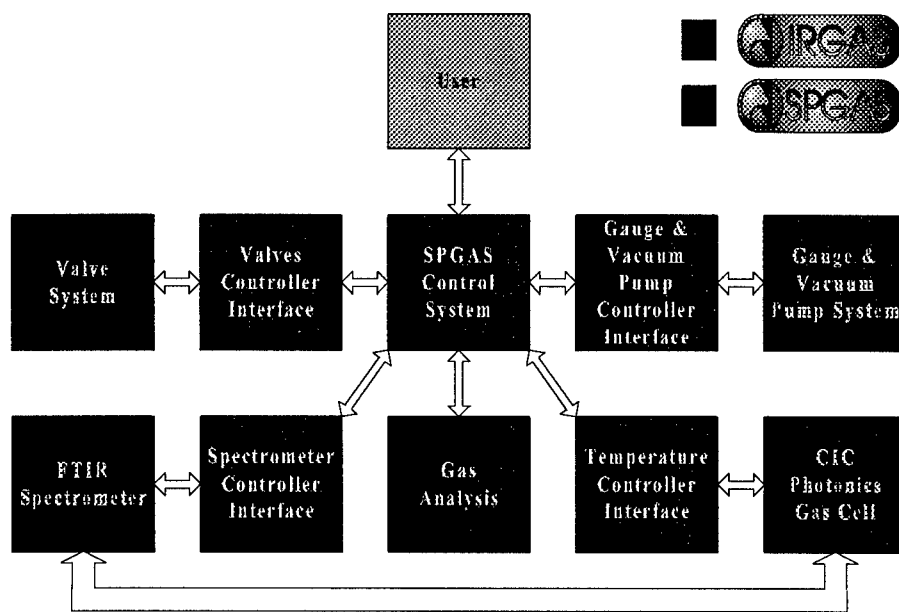 IRGAS
SPGAS
User
Valve
System
Valves
Controller
Interface
SPGAS
Control
System
Gauge &
Vacuum
Pump
Controller
Interface
Gauge &
Vacuum
Pump System
FTIR
Spectrometer
Spectrometer
Controller
Interface
Gas
Analysis
Temperature
Controller
Interface
CIC
Photonics
Gas Cell